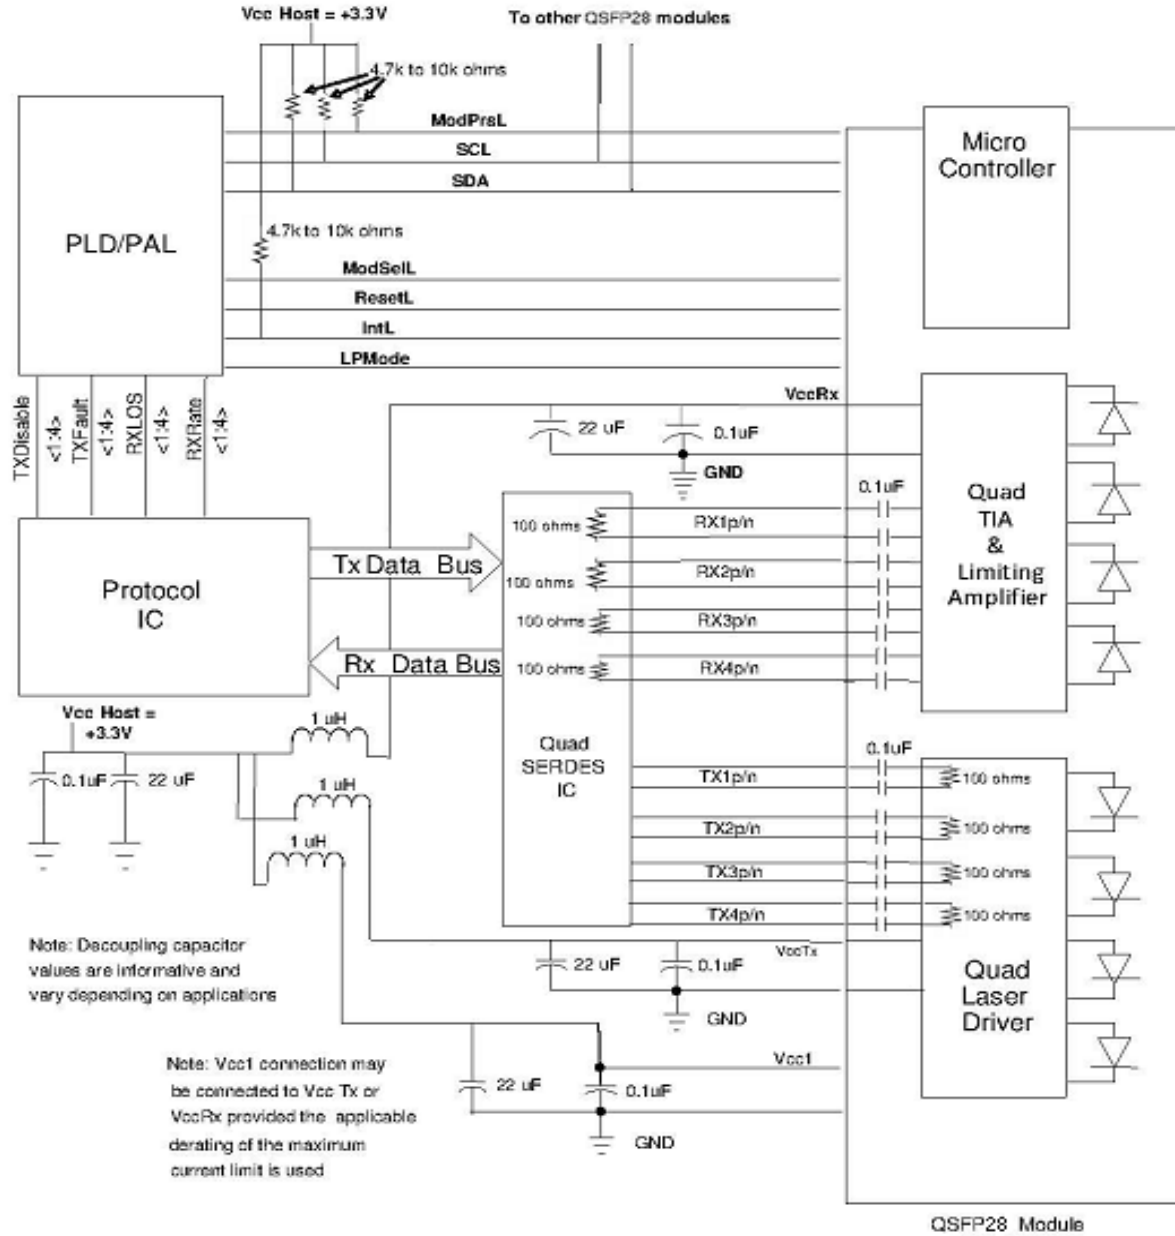 Vcc Host = +3.3V
To other QSFP28 modules
4.7k to 10k ohms
ModPrsL
SCL
SDA
PLD/PAL
4.7k to 10k ohms
ModSelL
ResetL
IntL
LPMode
Micro
Controller
TXDisable
<1:4>
TXFault
<1:4>
RXLOS
<1:4>
RXRate
<1:4>
VccRx
22 uF
0.1uF
GND
0.1uF
Quad
TIA
&
Limiting
Amplifier
100 ohms
RX1p/n
100 ohms
RX2p/n
100 ohms
RX3p/n
100 ohms
RX4p/n
Protocol
IC
Tx Data Bus
Rx Data Bus
Vcc Host =
+3.3V
0.1uF
22 uF
1 uH
1 uH
1 uH
Quad
SERDES
IC
0.1uF
TX1p/n
100 ohms
TX2p/n
100 ohms
TX3p/n
100 ohms
TX4p/n
100 ohms
Note: Decoupling capacitor
values are informative and
vary depending on applications
VccTx
22 uF
0.1uF
GND
Quad
Laser
Driver
Note: Vcc1 connection may
be connected to Vcc Tx or
VccRx provided the applicable
derating of the maximum
current limit is used
Vcc1
22 uF
0.1uF
GND
QSFP28 Module